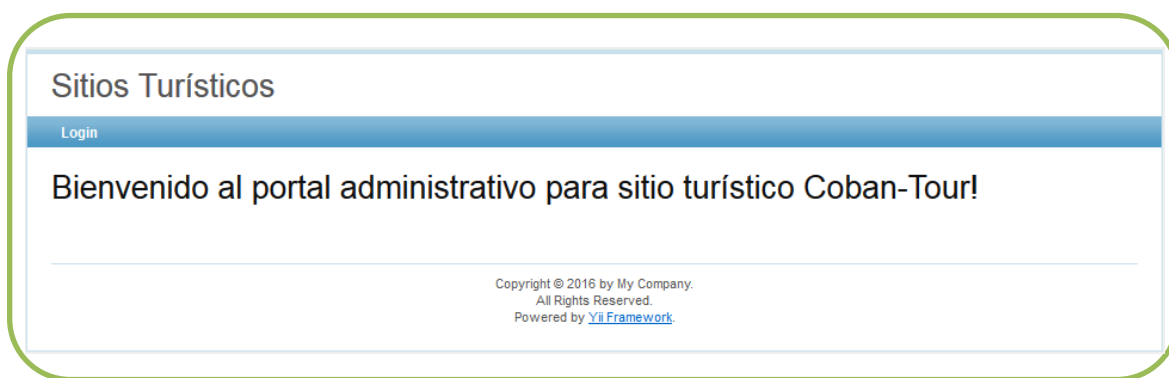 Sitios Turísticos
Login
Bienvenido al portal administrativo para sitio turístico Coban-Tour!
Copyright © 2016 by My Company.
All Rights Reserved.
Powered by Yii Framework.